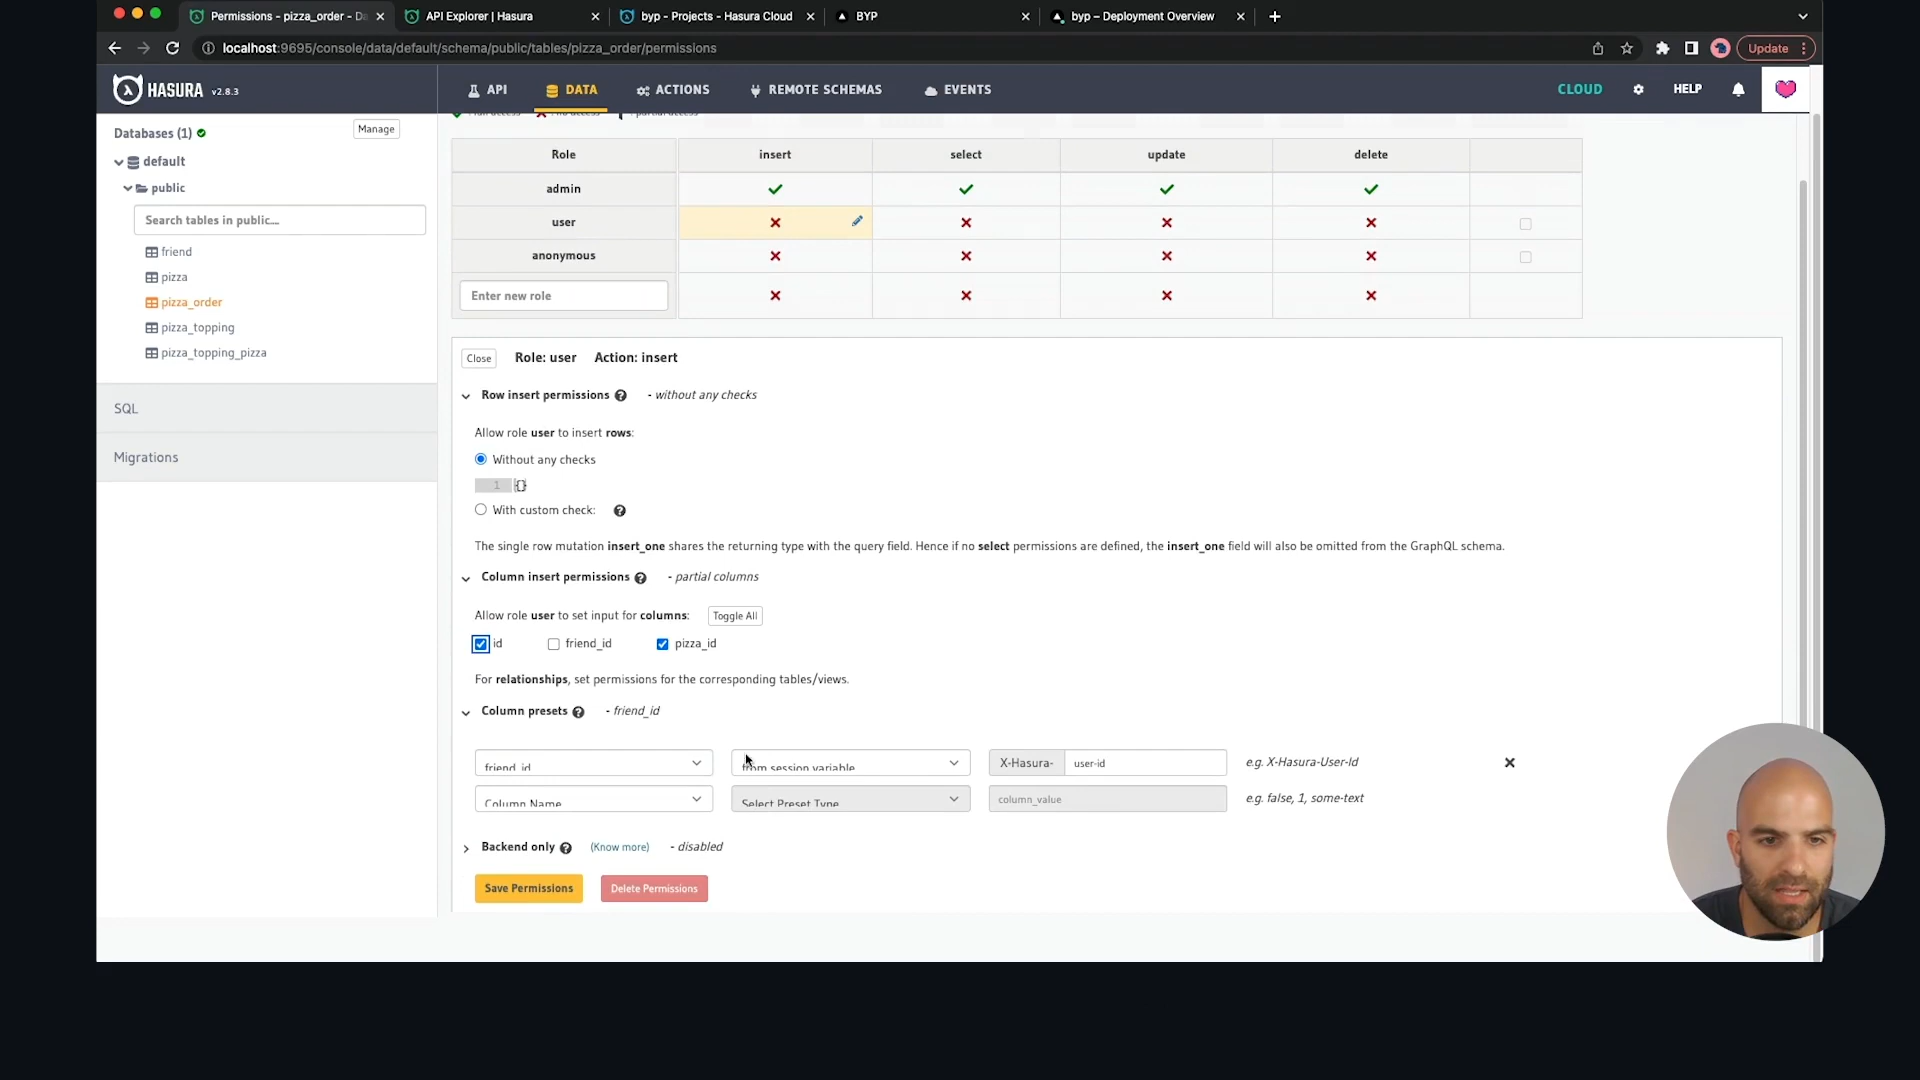 Permissions - pizza_order - Da
API Explorer | Hasura
byp - Projects - Hasura Cloud
BYP
byp – Deployment Overview
localhost:9695/console/data/default/schema/public/tables/pizza_order/permissions
Update
HASURA v2.8.3
API
DATA
ACTIONS
REMOTE SCHEMAS
EVENTS
CLOUD
HELP
Databases (1)
Manage
default
public
Search tables in public....
friend
pizza
pizza_order
pizza_topping
pizza_topping_pizza
SQL
Migrations
Role insert select update delete
admin
user
anonymous
Enter new role
Close Role: user Action: insert
Row insert permissions - without any checks
Allow role user to insert rows:
Without any checks
1 {}
With custom check:
The single row mutation insert_one shares the returning type with the query field. Hence if no select permissions are defined, the insert_one field will also be omitted from the GraphQL schema.
Column insert permissions - partial columns
Allow role user to set input for columns: Toggle All
id friend_id pizza_id
For relationships, set permissions for the corresponding tables/views.
Column presets - friend_id
friend_id from session variable X-Hasura- user-id e.g. X-Hasura-User-Id
Column Name Select Preset Type column_value e.g. false, 1, some-text
Backend only (Know more) - disabled
Save Permissions Delete Permissions